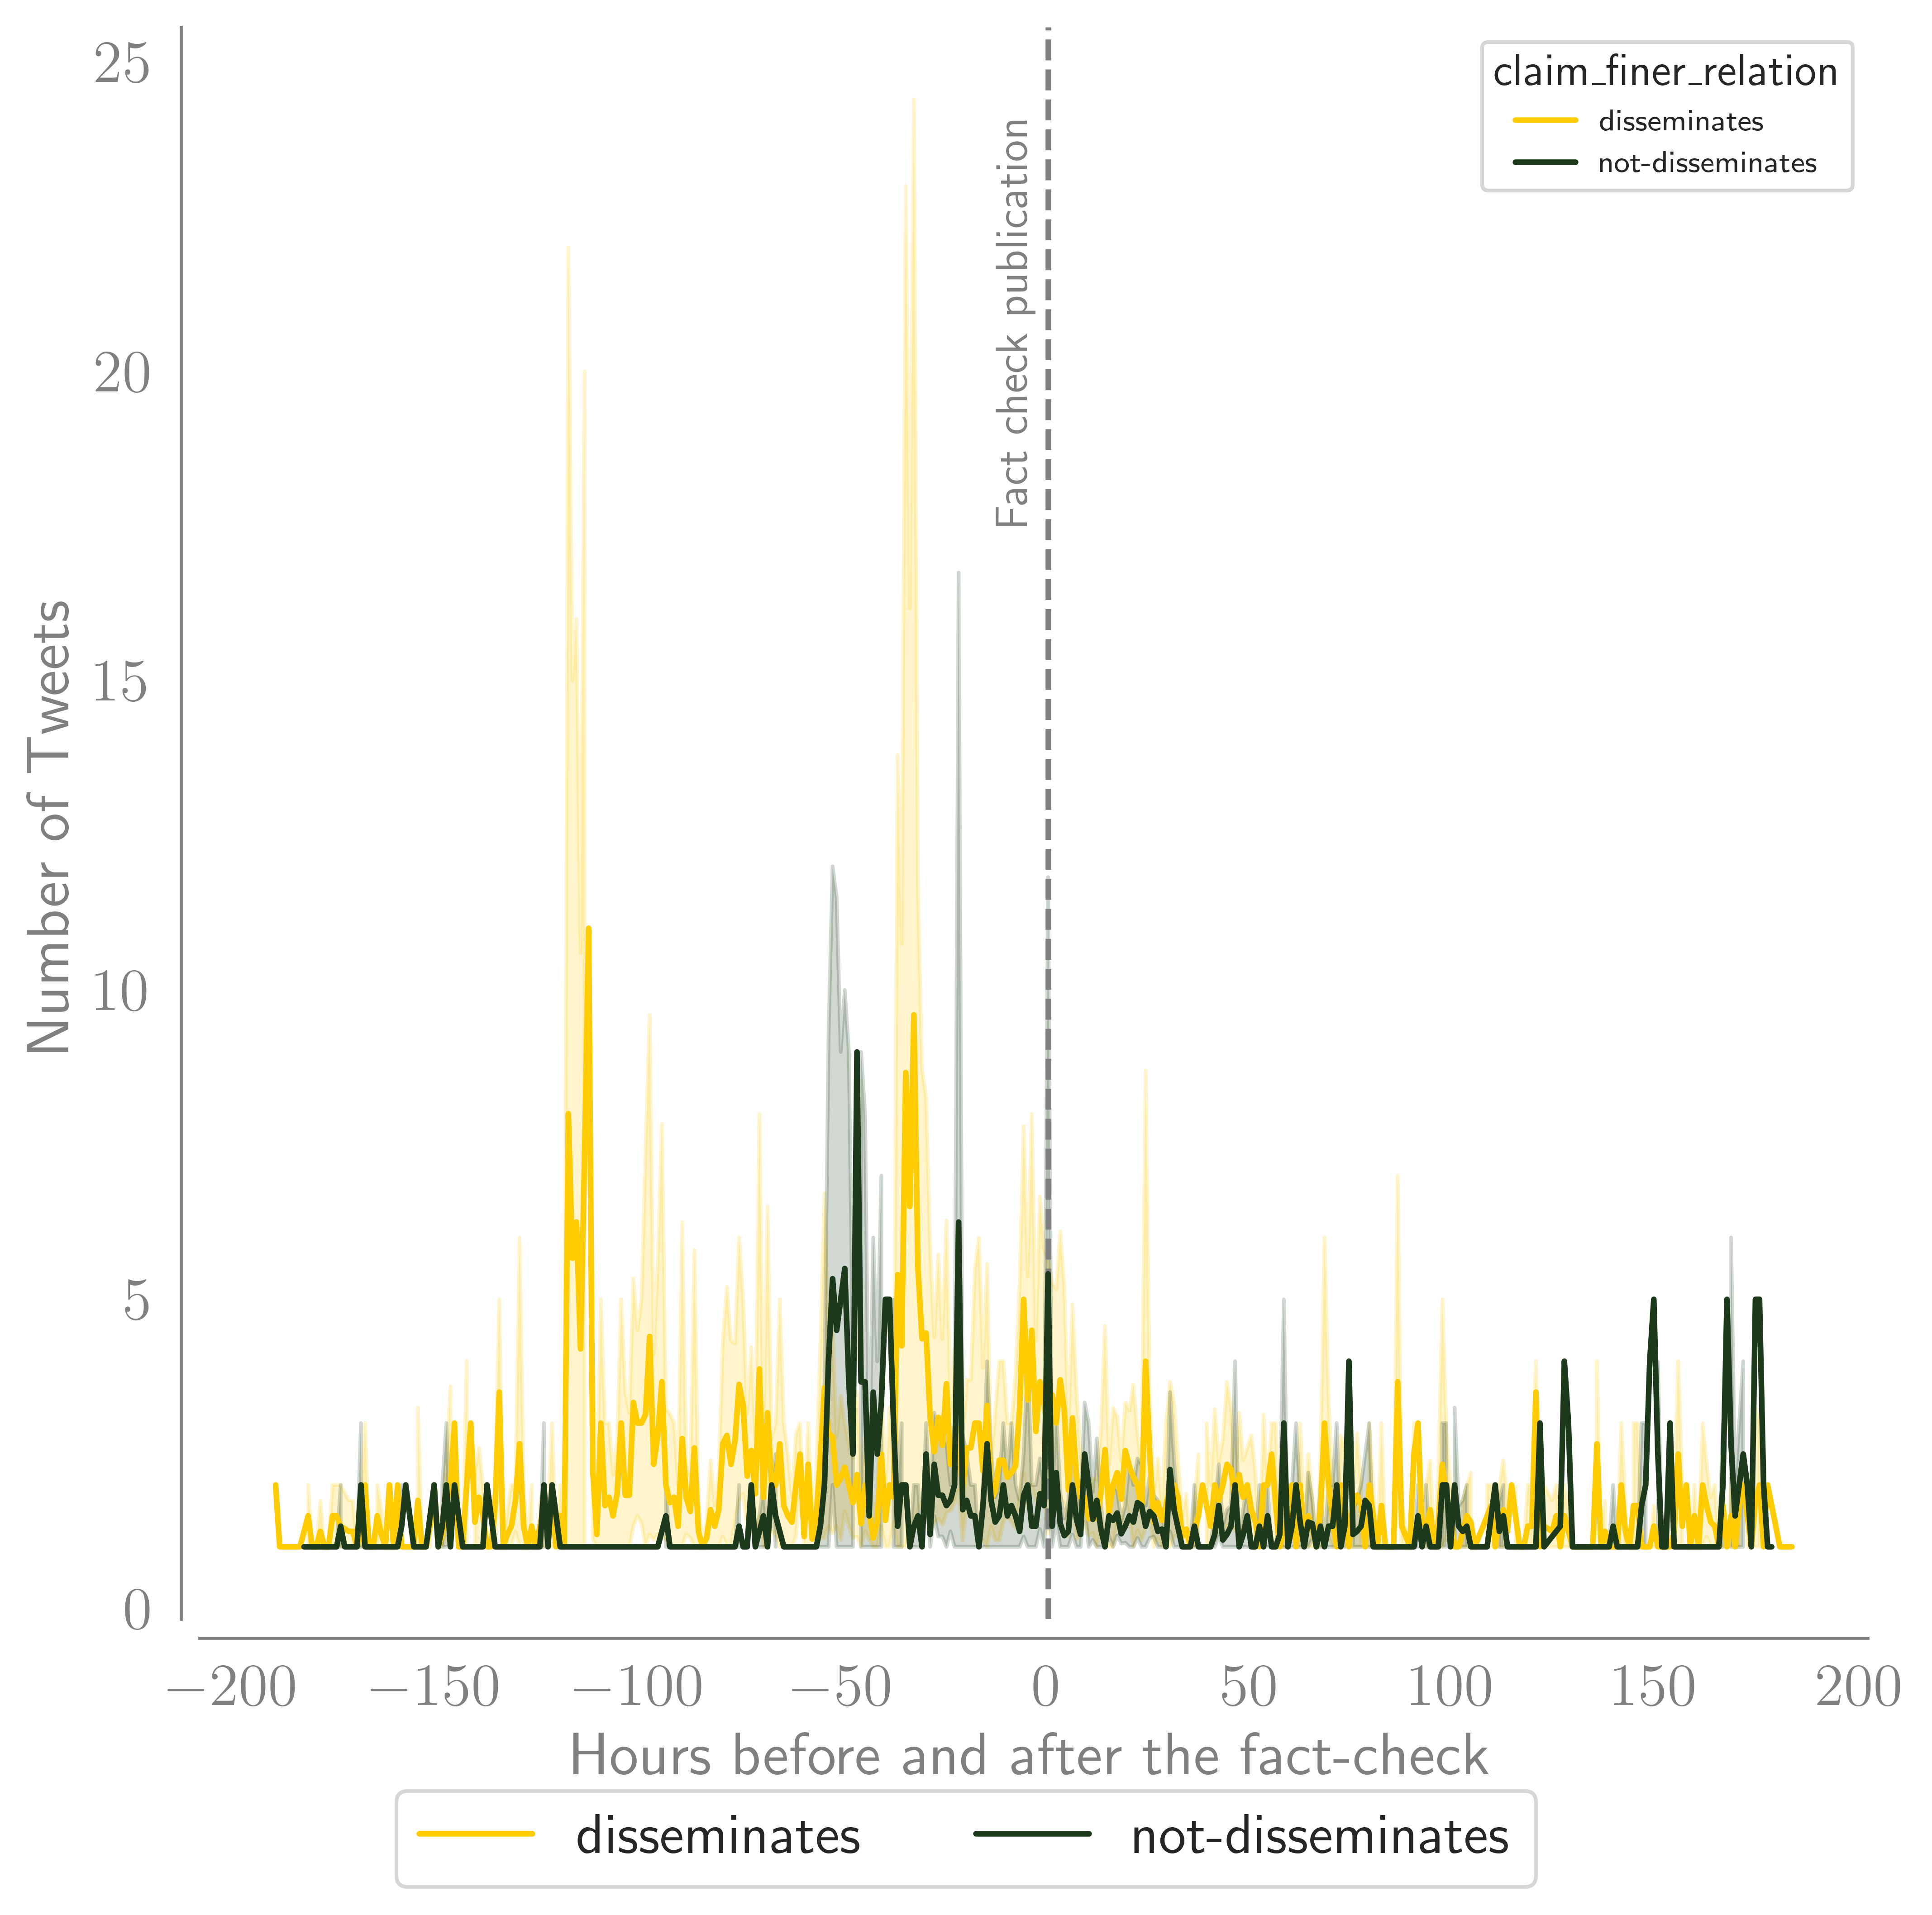 25
20
15
10
5
0
Number of Tweets
Fact check publication
claim_finer_relation
disseminates
not-disseminates
−200 −150 −100 −50 0 50 100 150 200
Hours before and after the fact-check
disseminates not-disseminates